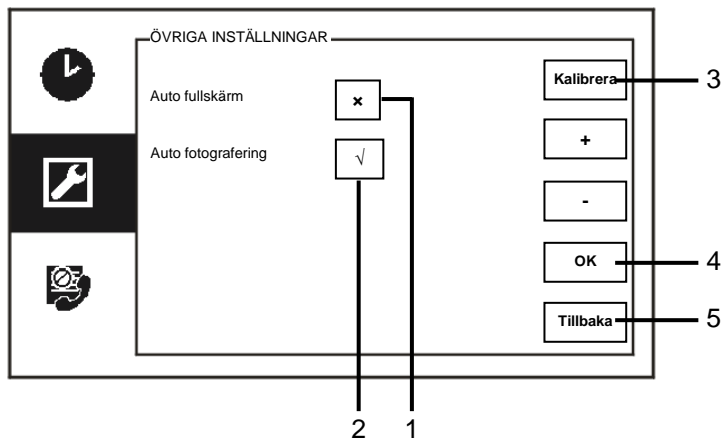 ÖVRIGA INSTÄLLNINGAR
Auto fullskärm
×
Auto fotografering
√
Kalibrera
+
-
OK
Tillbaka
3
4
5
2
1